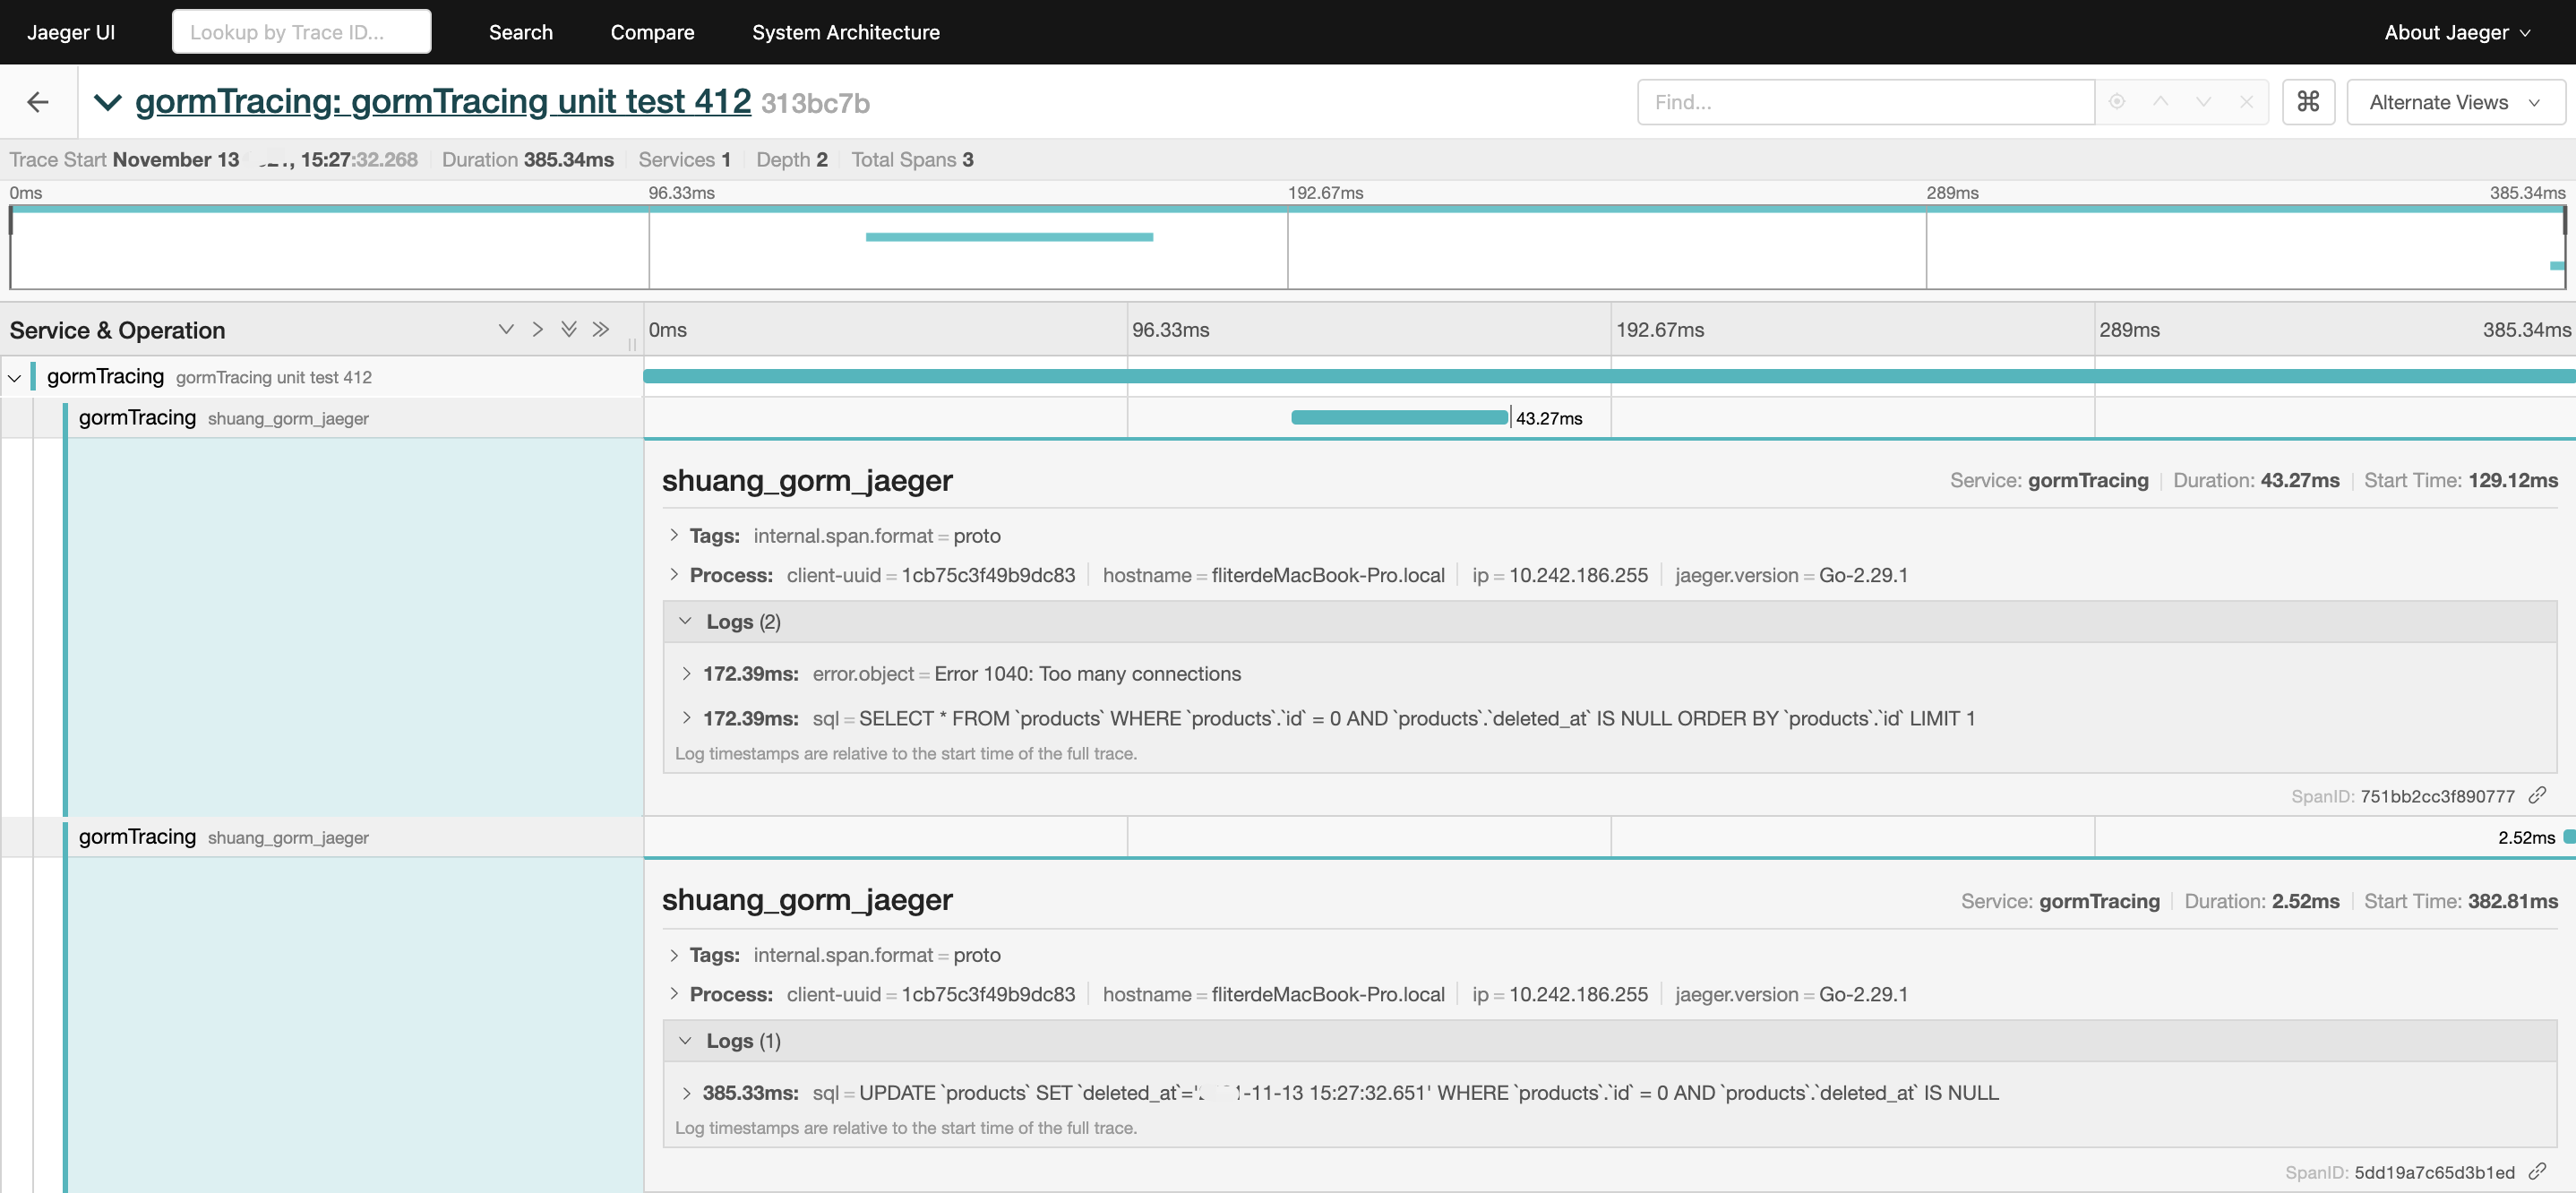 Jaeger UI Lookup by Trace ID... Search Compare System Architecture About Jaeger
gormTracing: gormTracing unit test 412 313bc7b Find... ⌘ Alternate Views
Trace Start November 13 , 15:27:32.268 Duration 385.34ms Services 1 Depth 2 Total Spans 3
0ms 96.33ms 192.67ms 289ms 385.34ms
Service & Operation 0ms 96.33ms 192.67ms 289ms 385.34ms
gormTracing gormTracing unit test 412
gormTracing shuang_gorm_jaeger 43.27ms
shuang_gorm_jaeger Service: gormTracing Duration: 43.27ms Start Time: 129.12ms
Tags: internal.span.format = proto
Process: client-uuid = 1cb75c3f49b9dc83 hostname = fliterdeMacBook-Pro.local ip = 10.242.186.255 jaeger.version = Go-2.29.1
Logs (2)
172.39ms: error.object = Error 1040: Too many connections
172.39ms: sql = SELECT * FROM `products` WHERE `products`.`id` = 0 AND `products`.`deleted_at` IS NULL ORDER BY `products`.`id` LIMIT 1
Log timestamps are relative to the start time of the full trace.
SpanID: 751bb2cc3f890777
gormTracing shuang_gorm_jaeger 2.52ms
shuang_gorm_jaeger Service: gormTracing Duration: 2.52ms Start Time: 382.81ms
Tags: internal.span.format = proto
Process: client-uuid = 1cb75c3f49b9dc83 hostname = fliterdeMacBook-Pro.local ip = 10.242.186.255 jaeger.version = Go-2.29.1
Logs (1)
385.33ms: sql = UPDATE `products` SET `deleted_at`=' -11-13 15:27:32.651' WHERE `products`.`id` = 0 AND `products`.`deleted_at` IS NULL
Log timestamps are relative to the start time of the full trace.
SpanID: 5dd19a7c65d3b1ed